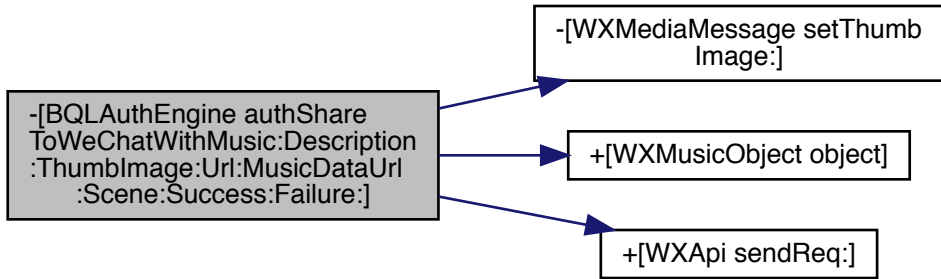 -[BQLAuthEngine authShare
ToWeChatWithMusic:Description
:ThumbImage:Url:MusicDataUrl
:Scene:Success:Failure:]
-[WXMediaMessage setThumb
Image:]
+[WXMusicObject object]
+[WXApi sendReq:]